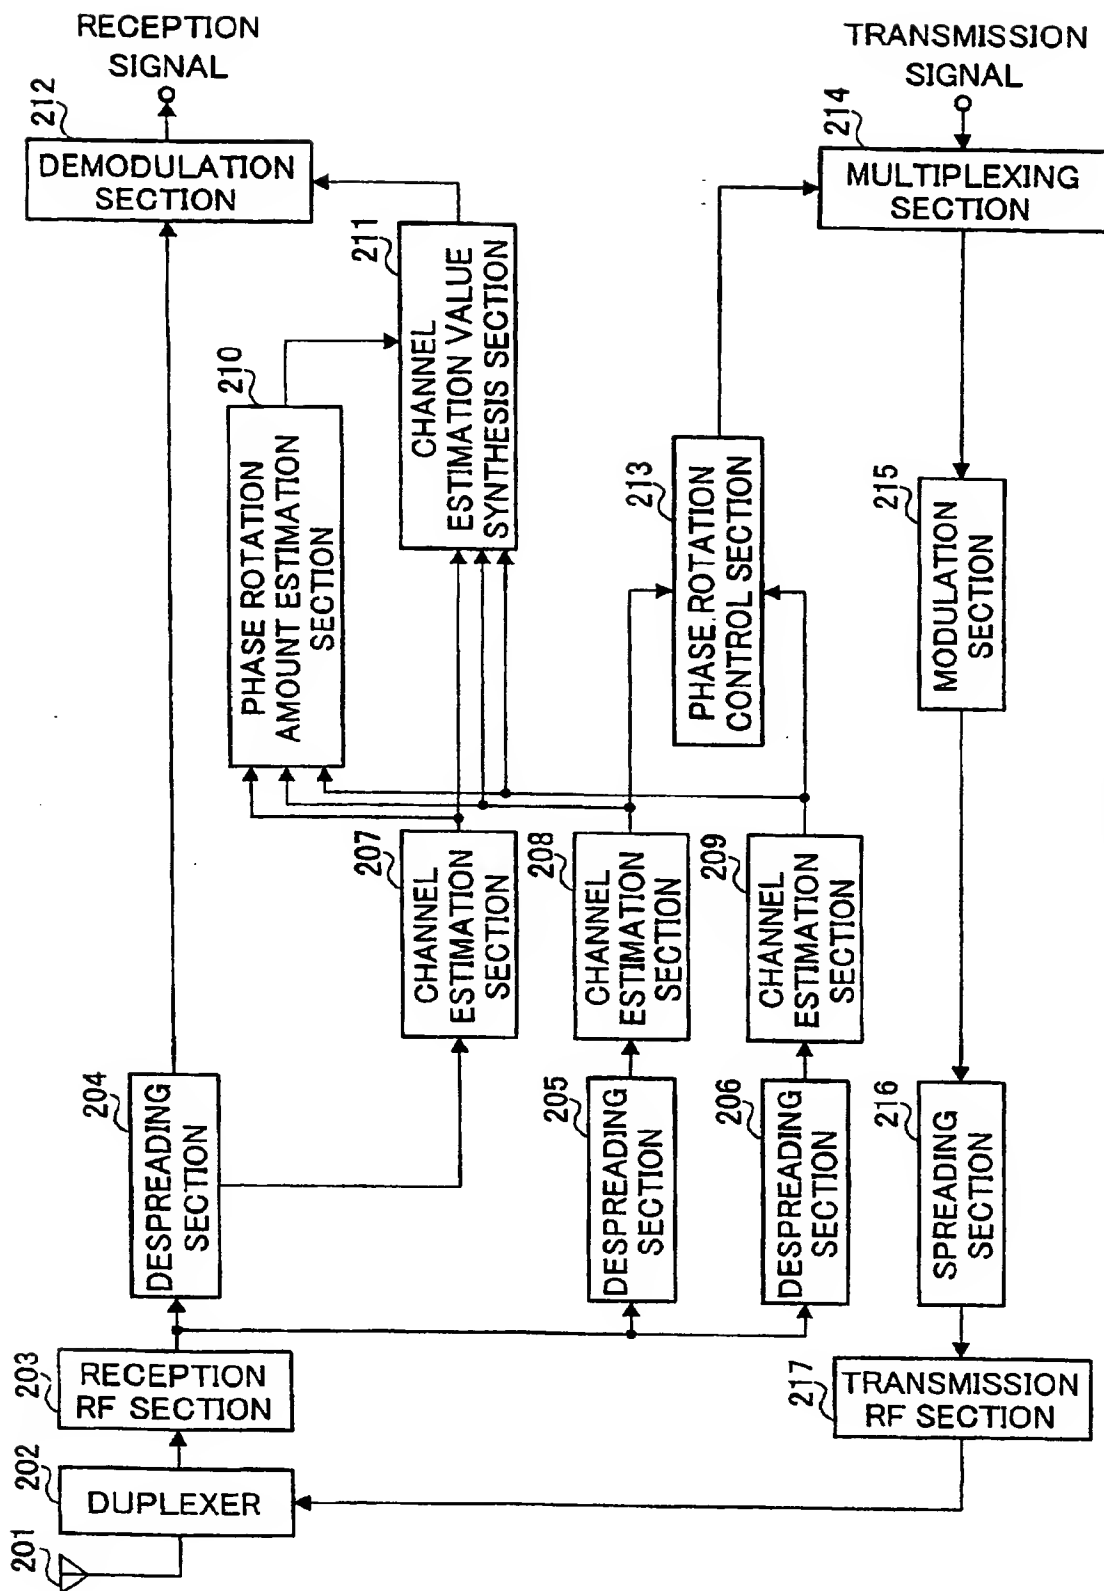 201
202
DUPLEXER
203
RECEPTION
RF SECTION
204
DESPREADING
SECTION
212
DEMODULATION
SECTION
RECEPTION
SIGNAL
210
PHASE ROTATION
AMOUNT ESTIMATION
SECTION
211
CHANNEL
ESTIMATION VALUE
SYNTHESIS SECTION
207
CHANNEL
ESTIMATION
SECTION
205
DESPREADING
SECTION
208
CHANNEL
ESTIMATION
SECTION
213
PHASE.ROTATION
CONTROL SECTION
206
DESPREADING
SECTION
209
CHANNEL
ESTIMATION
SECTION
217
TRANSMISSION
RF SECTION
216
SPREADING
SECTION
215
MODULATION
SECTION
214
MULTIPLEXING
SECTION
TRANSMISSION
SIGNAL